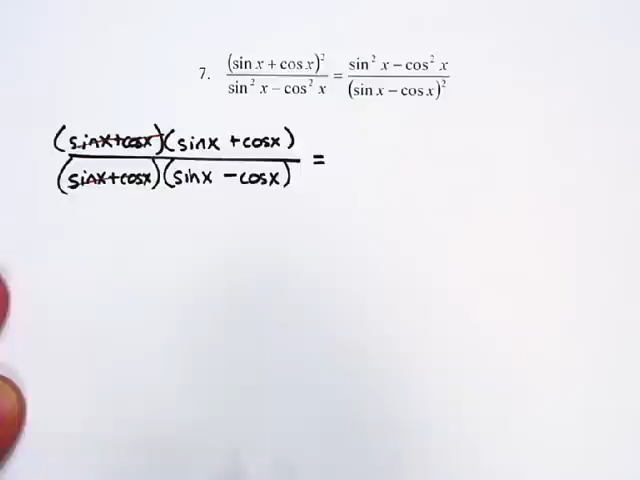 7. (sin x + cos x)² / (sin² x − cos² x) = (sin² x − cos² x) / (sin x − cos x)²
(sinx+cosx)(sinx +cosx) / (sinx+cosx)(sinx −cosx) =